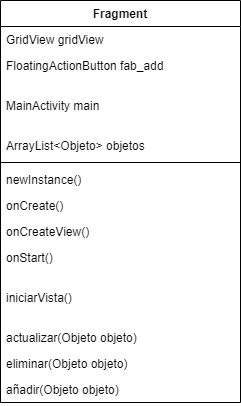 Fragment
GridView gridView
FloatingActionButton fab_add
MainActivity main
ArrayList<Objeto> objetos
newInstance()
onCreate()
onCreateView()
onStart()
iniciarVista()
actualizar(Objeto objeto)
eliminar(Objeto objeto)
añadir(Objeto objeto)